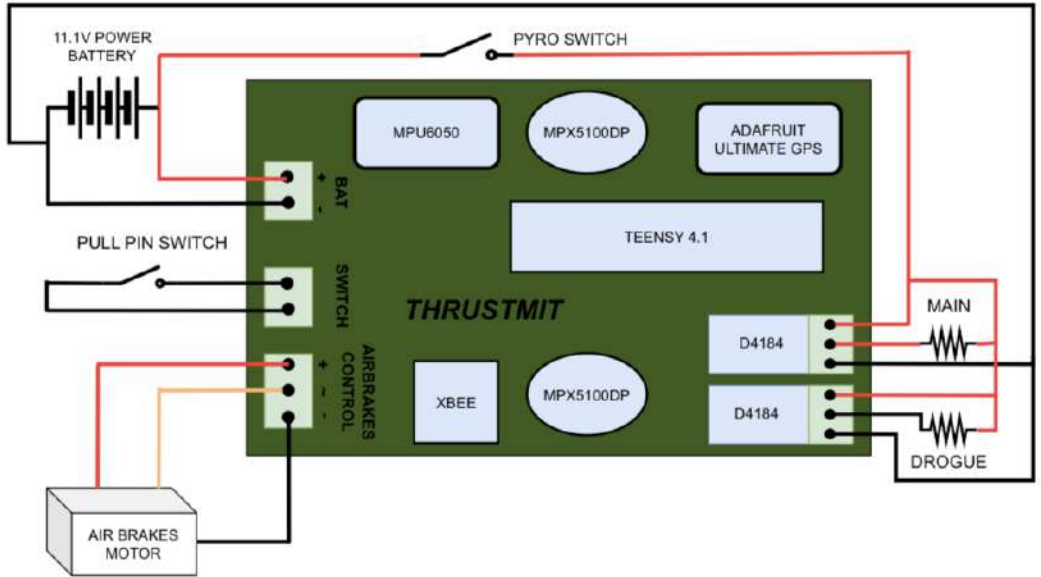 11.1V POWER
BATTERY
PYRO SWITCH
MPU6050
MPX5100DP
ADAFRUIT
ULTIMATE GPS
+
BAT
-
TEENSY 4.1
PULL PIN SWITCH
SWITCH
THRUSTMIT
MAIN
D4184
+
~
-
AIRBRAKES
CONTROL
XBEE
MPX5100DP
D4184
DROGUE
AIR BRAKES
MOTOR